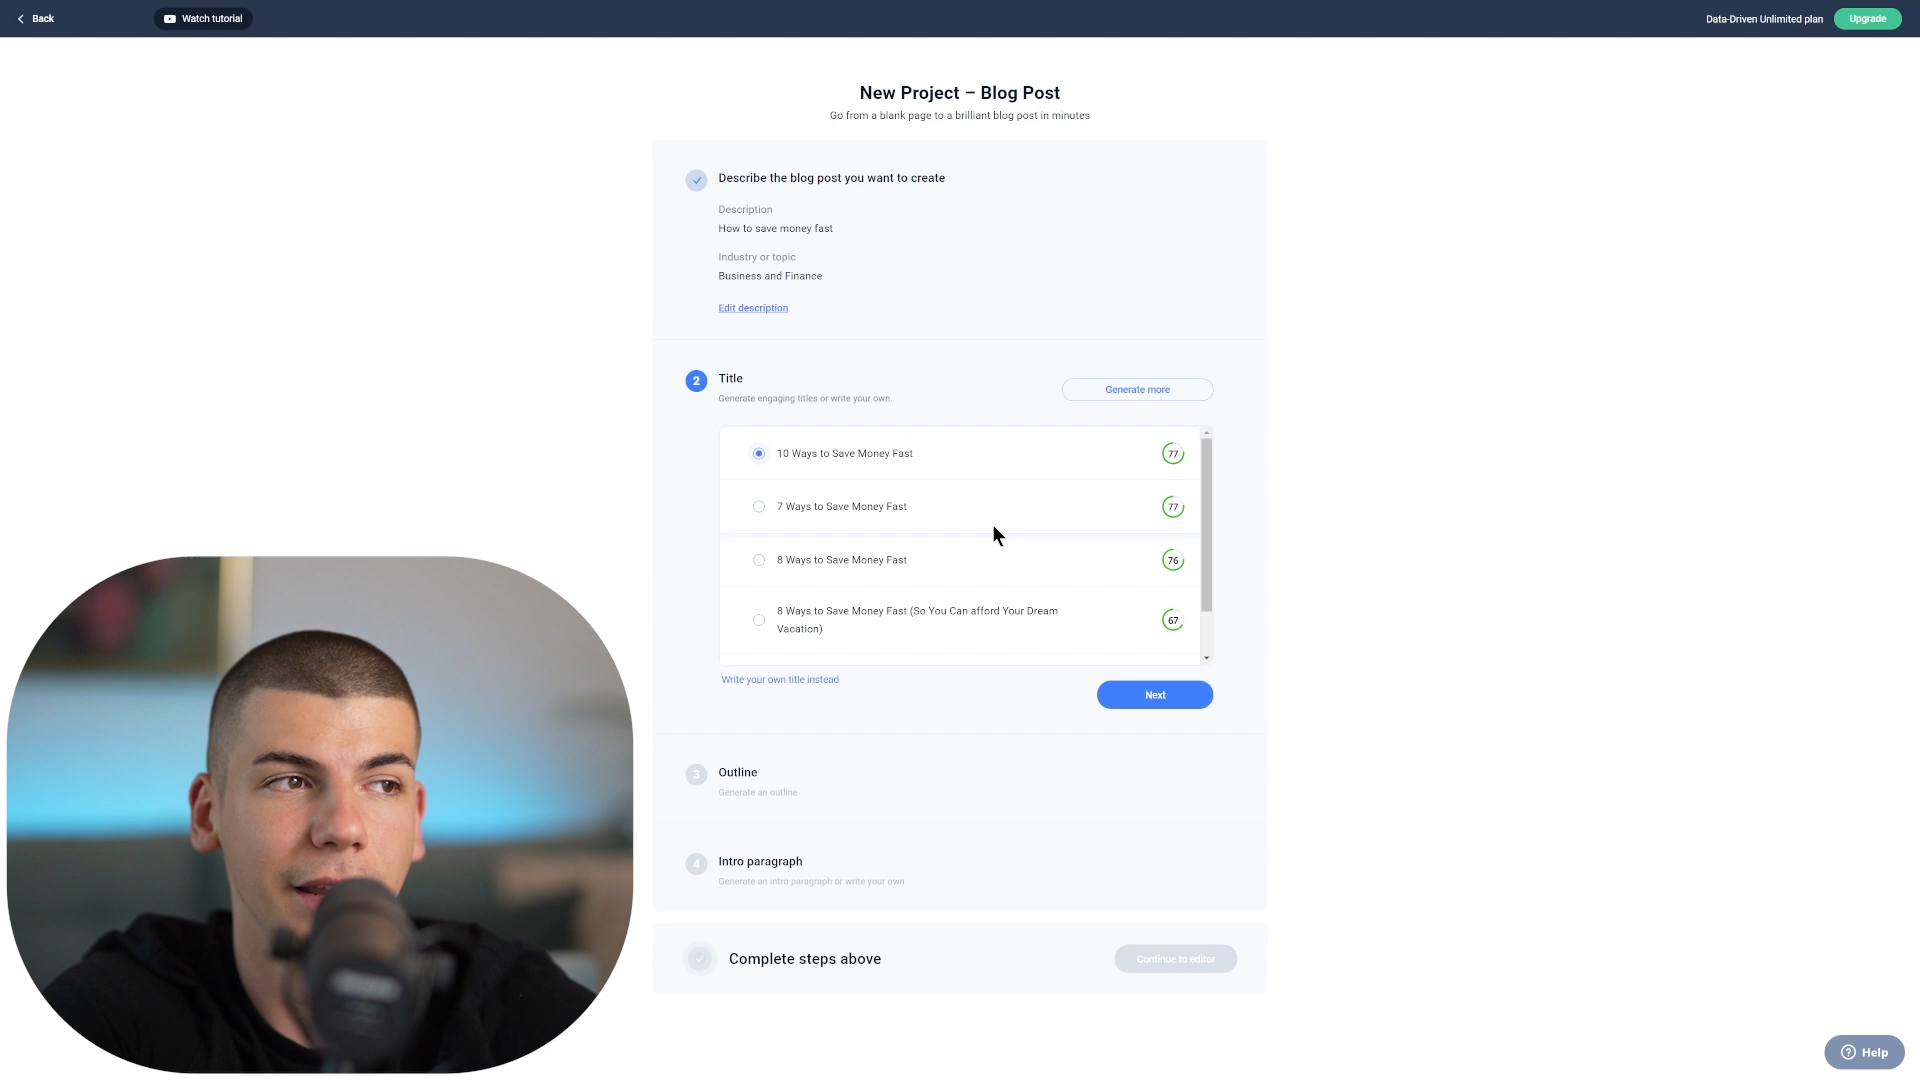 Back
Watch tutorial
Data-Driven Unlimited plan
Upgrade
New Project – Blog Post
Go from a blank page to a brilliant blog post in minutes
Describe the blog post you want to create
Description
How to save money fast
Industry or topic
Business and Finance
Edit description
2
Title
Generate more
Generate engaging titles or write your own.
10 Ways to Save Money Fast
77
7 Ways to Save Money Fast
77
8 Ways to Save Money Fast
76
8 Ways to Save Money Fast (So You Can afford Your Dream
Vacation)
67
Write your own title instead
Next
3
Outline
Generate an outline
4
Intro paragraph
Generate an intro paragraph or write your own
Complete steps above
Continue to editor
Help